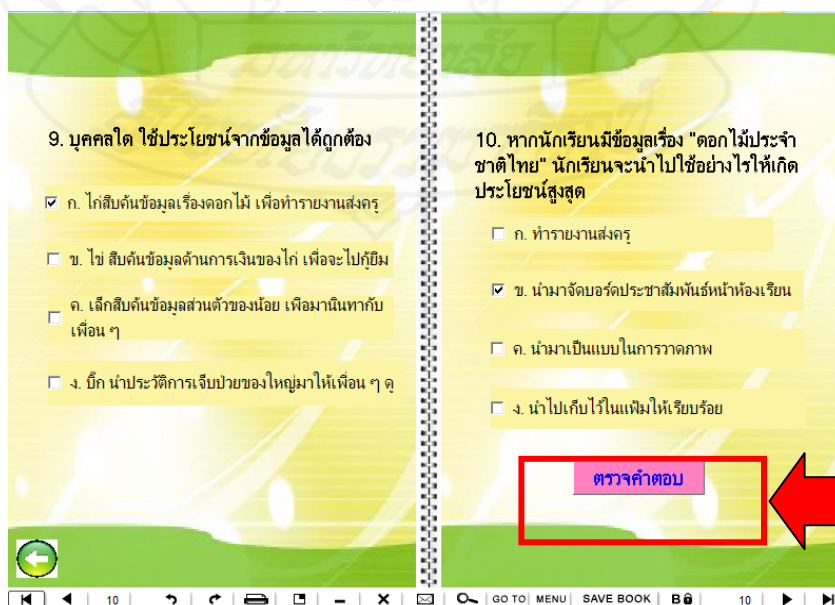 มหาวิทยาลัย
9. บุคคลใด ใช้ประโยชน์จากข้อมูลได้ถูกต้อง
ก. ไก่สืบค้นข้อมูลเรื่องดอกไม้ เพื่อทำรายงานส่งครู
ข. ไข่ สืบค้นข้อมูลด้านการเงินของไก่ เพื่อจะไปกู้ยืม
ค. เล็กสืบค้นข้อมูลส่วนตัวของน้อย เพื่อมานินทากับ
เพื่อน ๆ
ง. บิ๊ก นำประวัติการเจ็บป่วยของใหญ่มาให้เพื่อน ๆ ดู
10. หากนักเรียนมีข้อมูลเรื่อง "ดอกไม้ประจำ
ชาติไทย" นักเรียนจะนำไปใช้อย่างไรให้เกิด
ประโยชน์สูงสุด
ก. ทำรายงานส่งครู
ข. นำมาจัดบอร์ดประชาสัมพันธ์หน้าห้องเรียน
ค. นำมาเป็นแบบในการวาดภาพ
ง. นำไปเก็บไว้ในแฟ้มให้เรียบร้อย
ตรวจคำตอบ
10 GO TO MENU SAVE BOOK B 10